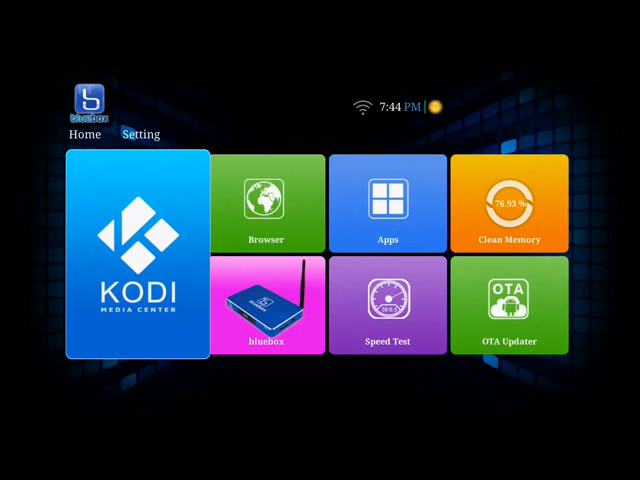 bluebox
7:44 PM
Home Setting
KODI
MEDIA CENTER
Browser
Apps
76.93 %
Clean Memory
bluebox
Speed Test
OTA
OTA Updater